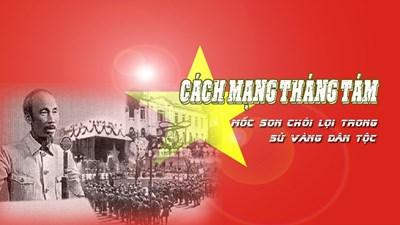 CÁCH MẠNG THÁNG TÁM
MỐC SON CHÓI LỌI TRONG
SỬ VÀNG DÂN TỘC